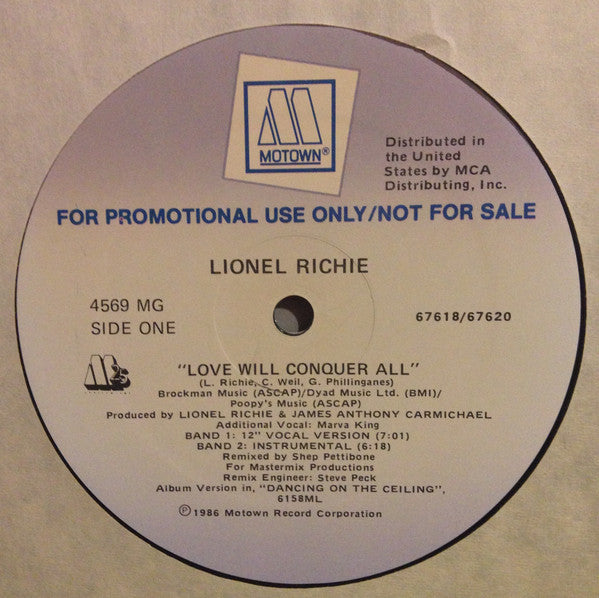 MOTOWN®
Distributed in
the United
States by MCA
Distributing, Inc.
FOR PROMOTIONAL USE ONLY/NOT FOR SALE
LIONEL RICHIE
4569 MG
SIDE ONE
67618/67620
"LOVE WILL CONQUER ALL"
(L. Richie, C. Weil, G. Phillinganes)
Brockman Music (ASCAP)/Dyad Music Ltd. (BMI)/
Poopy's Music (ASCAP)
Produced by LIONEL RICHIE & JAMES ANTHONY CARMICHAEL
Additional Vocal: Marva King
BAND 1: 12" VOCAL VERSION (7:01)
BAND 2: INSTRUMENTAL (6:18)
Remixed by Shep Pettibone
For Mastermix Productions
Remix Engineer: Steve Peck
Album Version in, "DANCING ON THE CEILING",
6158ML
℗1986 Motown Record Corporation